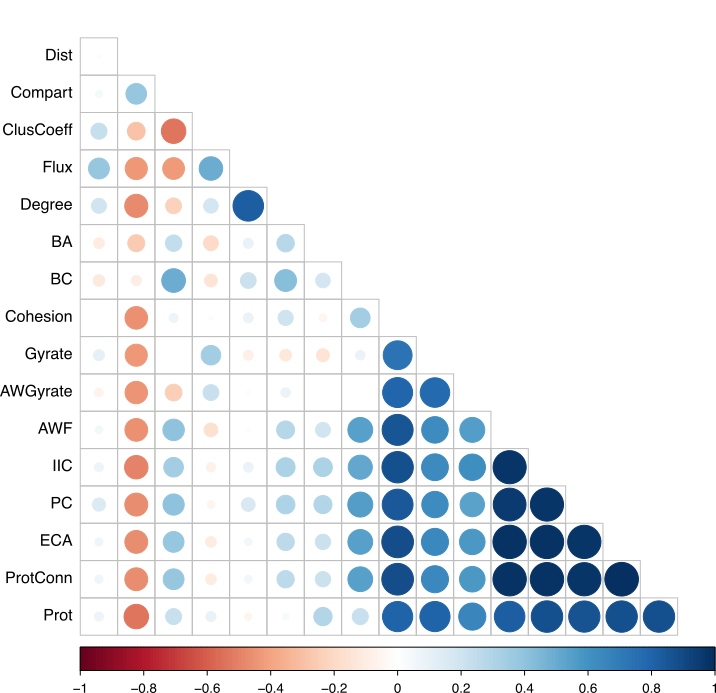 Dist
Compart
ClusCoeff
Flux
Degree
BA
BC
Cohesion
Gyrate
AWGyrate
AWF
IIC
PC
ECA
ProtConn
Prot
−1 −0.8 −0.6 −0.4 −0.2 0 0.2 0.4 0.6 0.8 1